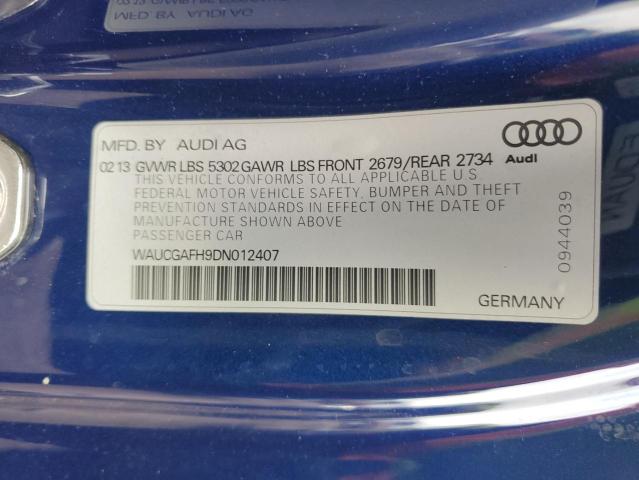 MFD. BY AUDI AG
02 13 GVWR LBS 5302 GAWR LBS FRONT 2679/REAR 2734
Audi
THIS VEHICLE CONFORMS TO ALL APPLICABLE U.S.
FEDERAL MOTOR VEHICLE SAFETY, BUMPER AND THEFT
PREVENTION STANDARDS IN EFFECT ON THE DATE OF
MANUFACTURE SHOWN ABOVE
PASSENGER CAR
WAUCGAFH9DN012407
GERMANY
0944039